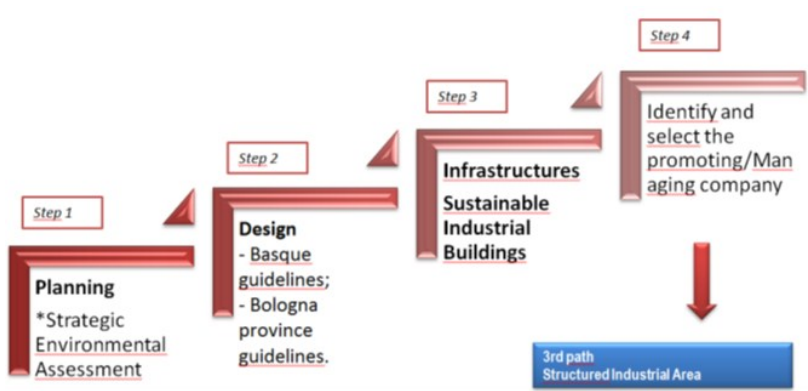 Step 1
Planning
*Strategic
Environmental
Assessment
Step 2
Design
- Basque
guidelines;
- Bologna
province
guidelines.
Step 3
Infrastructures
Sustainable
Industrial
Buildings
Step 4
Identify and
select the
promoting/Man
aging company
3rd path
Structured Industrial Area